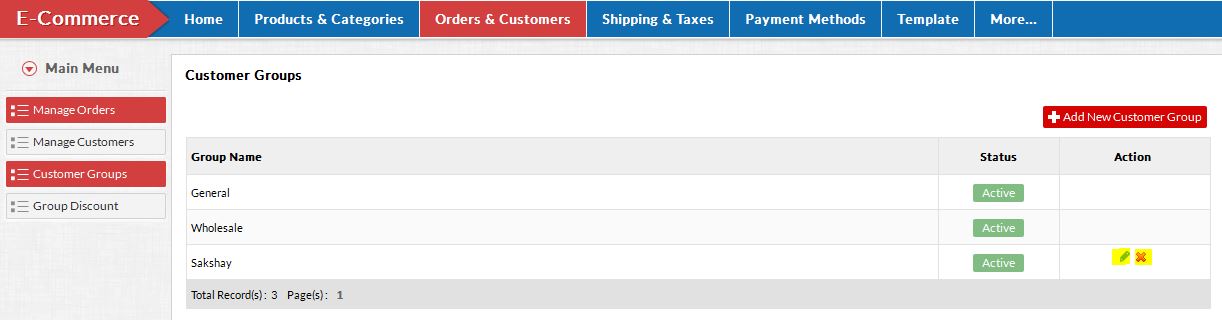 E-Commerce Home Products & Categories Orders & Customers Shipping & Taxes Payment Methods Template More...
Main Menu
Manage Orders
Manage Customers
Customer Groups
Group Discount
Customer Groups
Add New Customer Group
Group Name Status Action
General Active
Wholesale Active
Sakshay Active
Total Record(s): 3 Page(s): 1